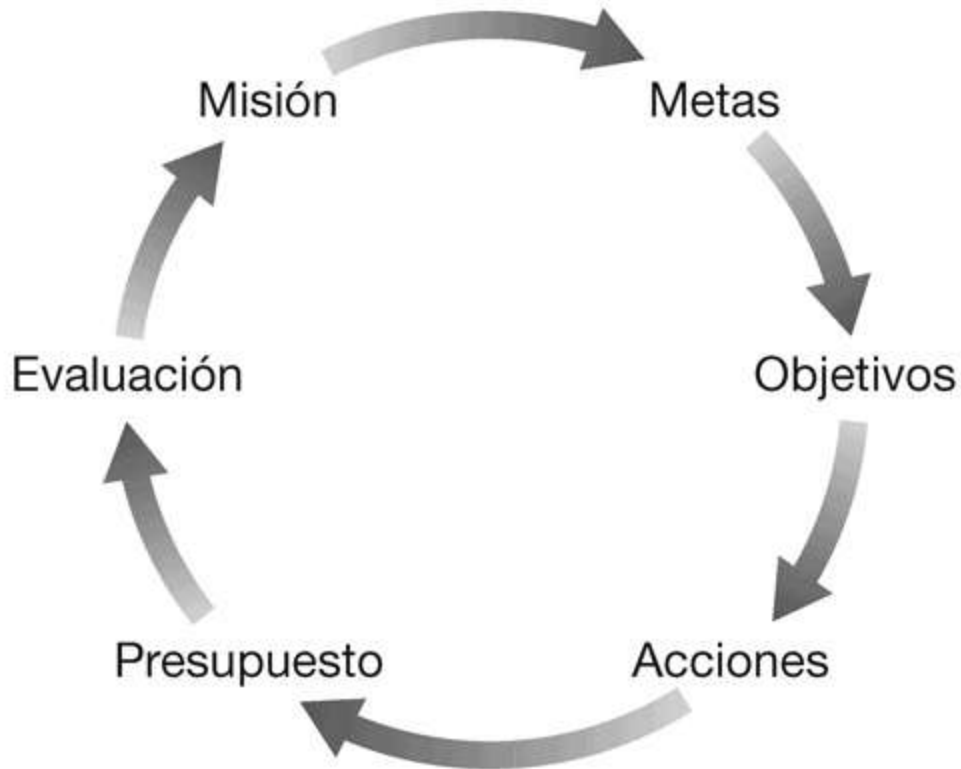 Misión
Metas
Objetivos
Acciones
Presupuesto
Evaluación